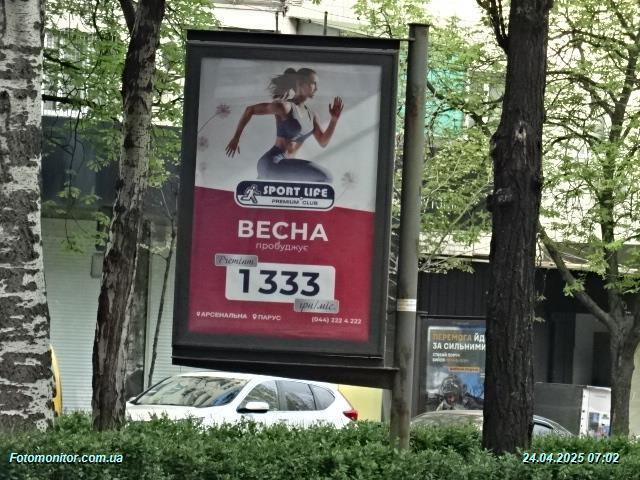 SPORT LIFE
PREMIUM CLUB
ВЕСНА
пробуджує
Premium
1333
грн/міс.
АРСЕНАЛЬНА ПАРУС (044) 222 4 222
ПЕРЕМОГА ЙД
ЗА СИЛЬНИМИ
Fotomonitor.com.ua
24.04.2025 07:02